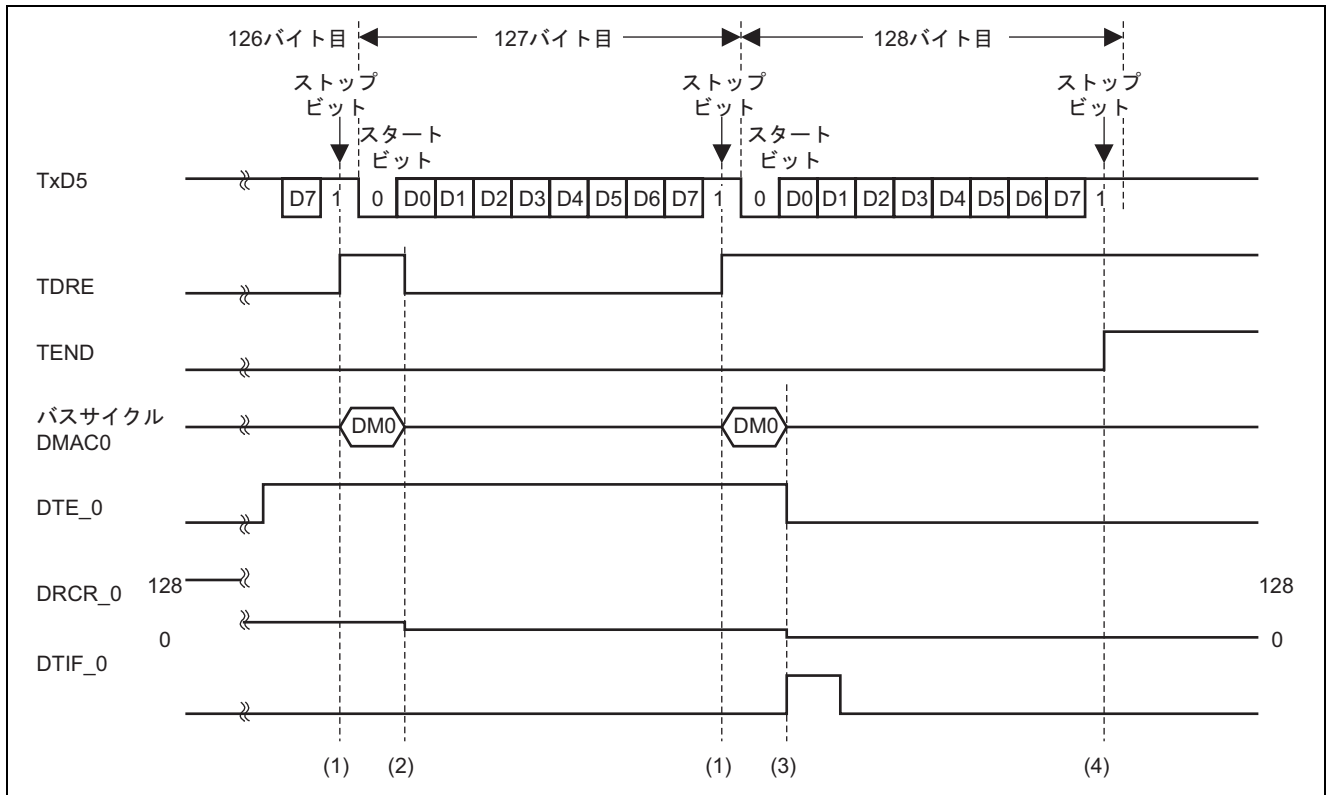 126バイト目
127バイト目
128バイト目
ストップ
ビット
ストップ
ビット
ストップ
ビット
スタート
ビット
スタート
ビット
TxD5
D7 1 0 D0 D1 D2 D3 D4 D5 D6 D7 1 0 D0 D1 D2 D3 D4 D5 D6 D7 1
TDRE
TEND
バスサイクル
DMAC0
DM0
DM0
DTE_0
DRCR_0
128
0
128
0
DTIF_0
(1) (2) (1) (3) (4)